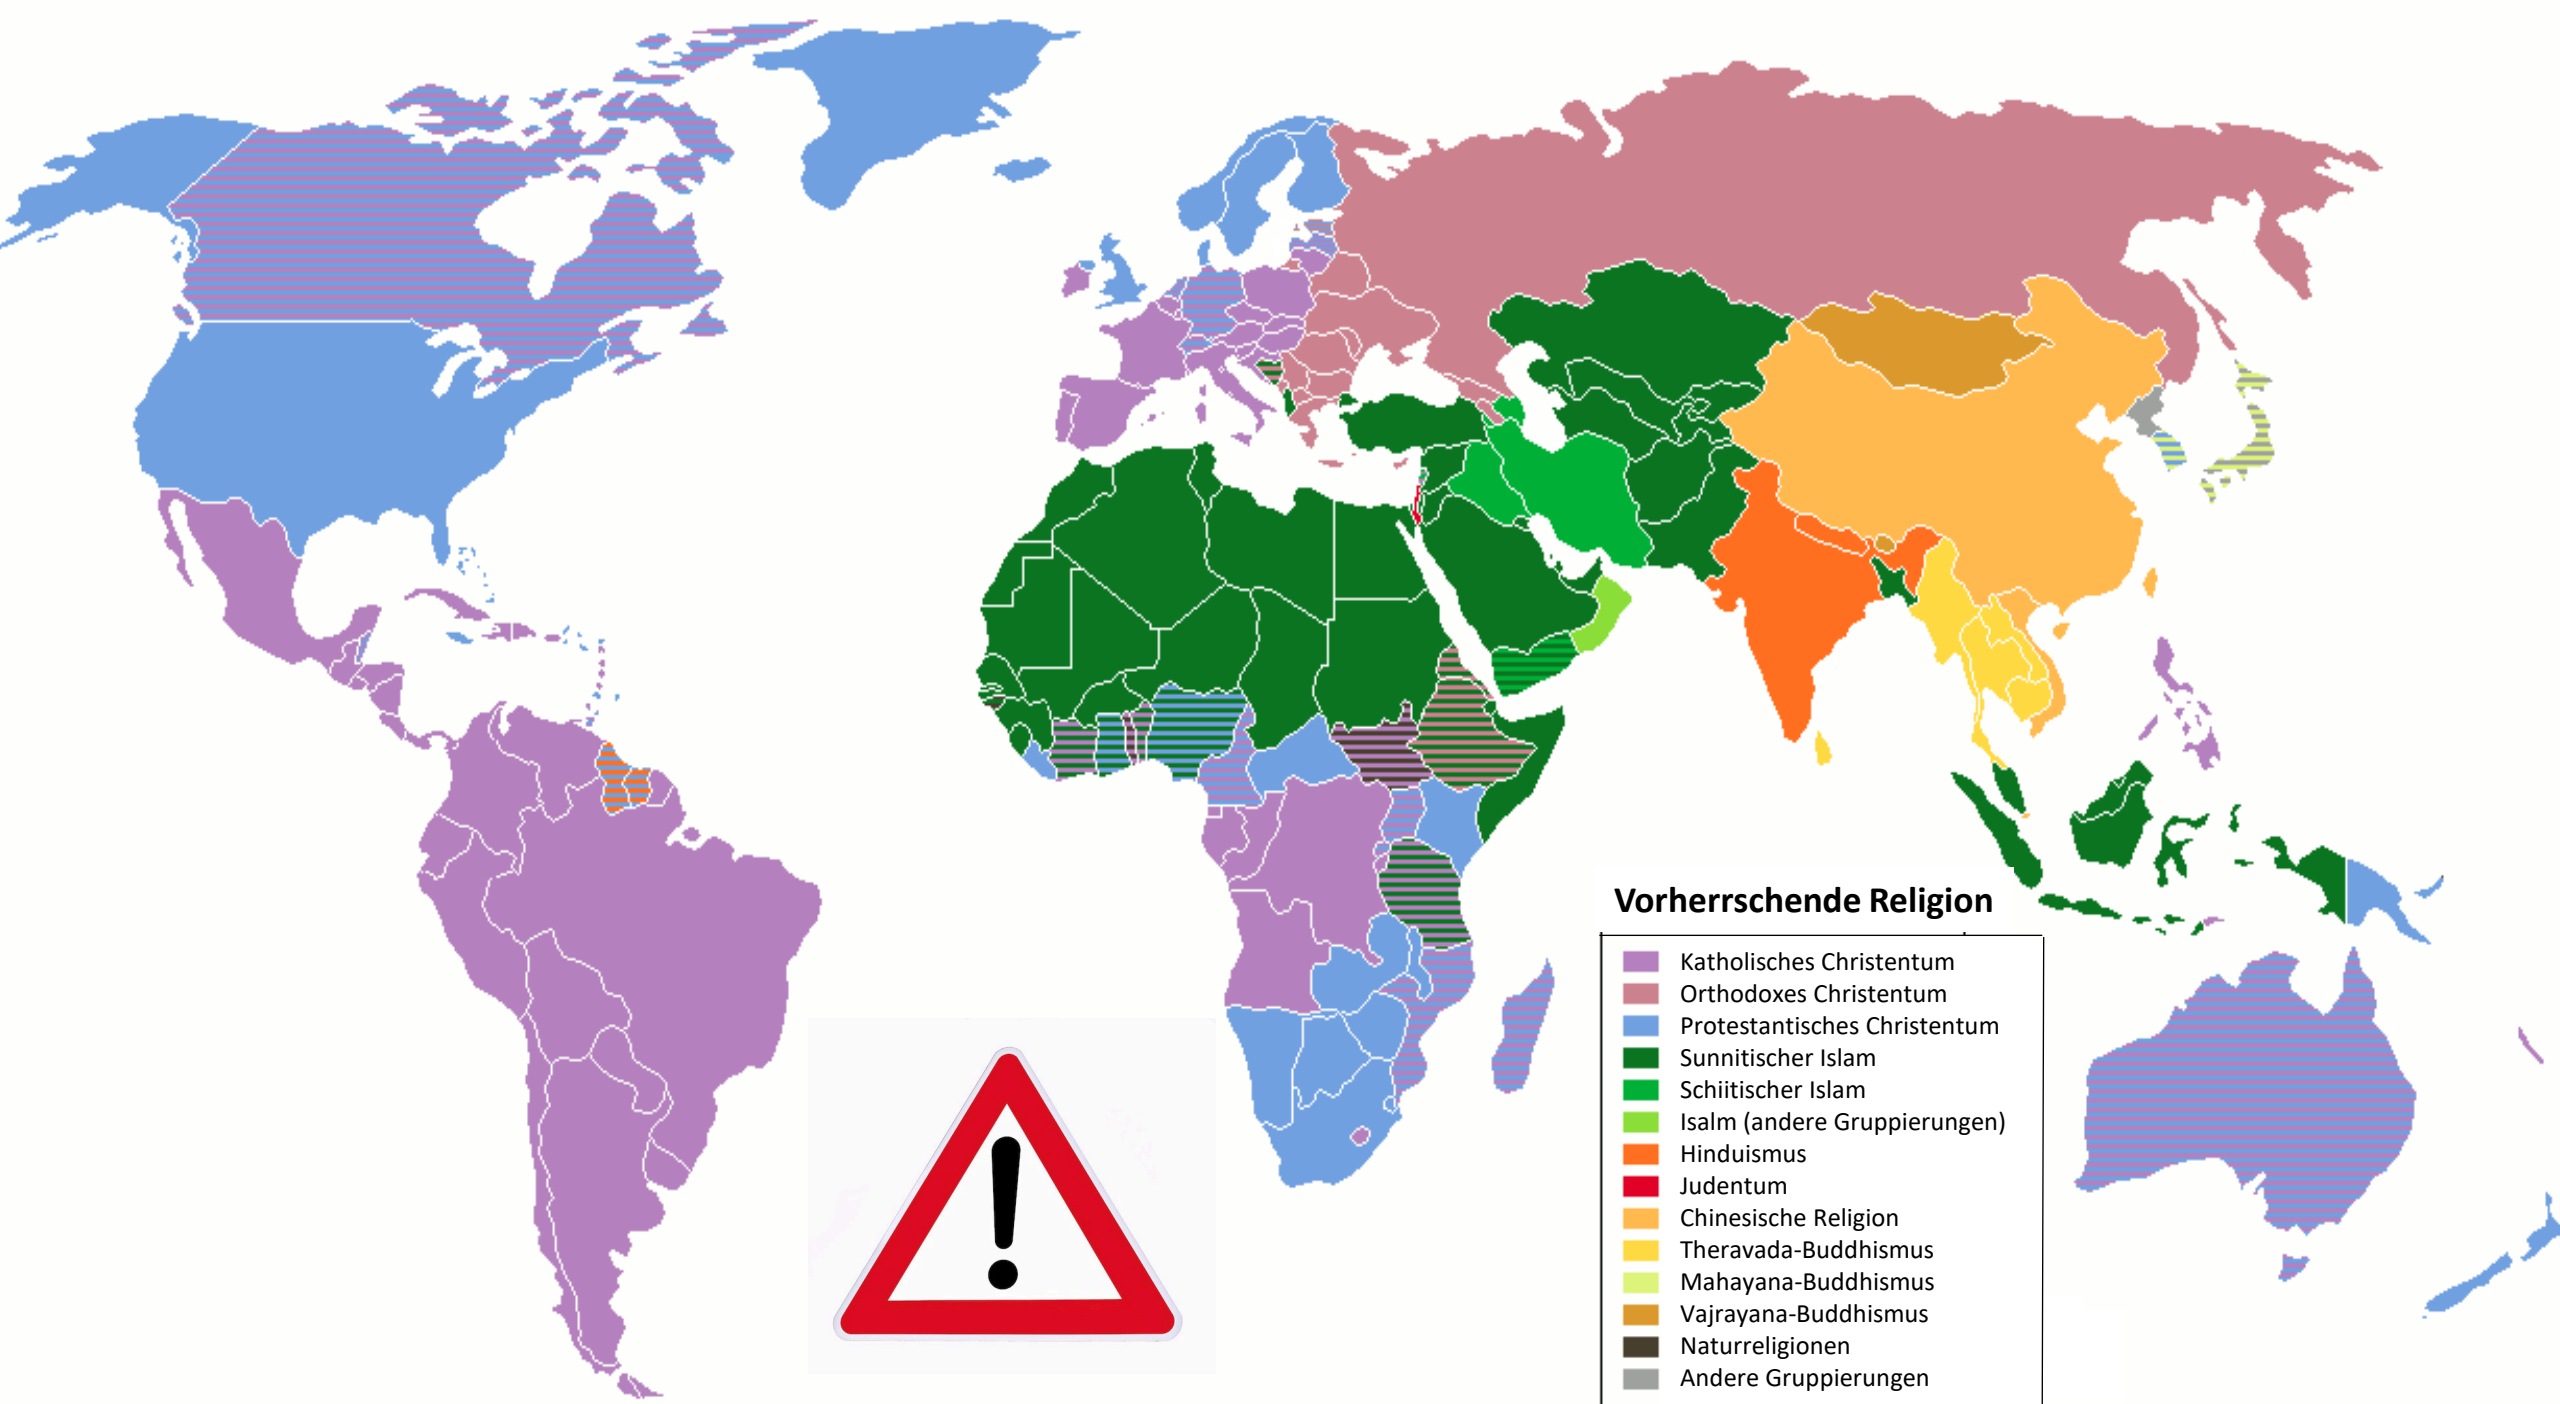 Vorherrschende Religion
Katholisches Christentum
Orthodoxes Christentum
Protestantisches Christentum
Sunnitischer Islam
Schiitischer Islam
Isalm (andere Gruppierungen)
Hinduismus
Judentum
Chinesische Religion
Theravada-Buddhismus
Mahayana-Buddhismus
Vajrayana-Buddhismus
Naturreligionen
Andere Gruppierungen